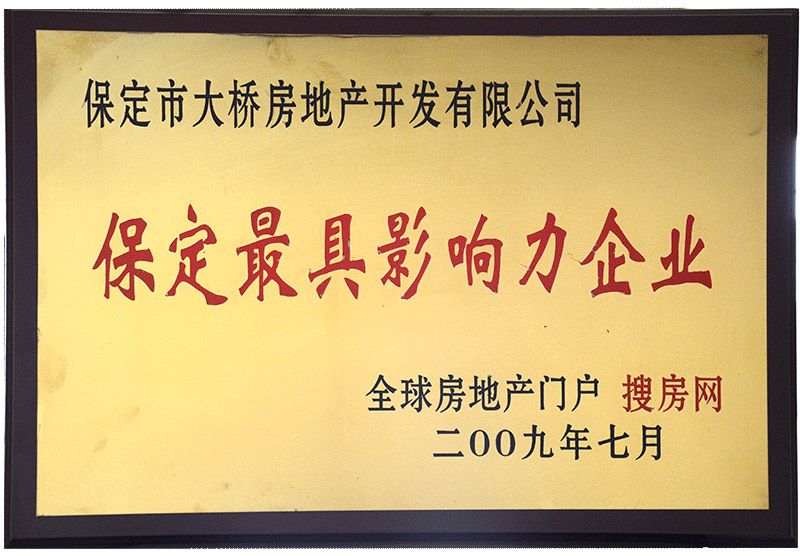 保定市大桥房地产开发有限公司
保定最具影响力企业
全球房地产门户 搜房网
二OO九年七月